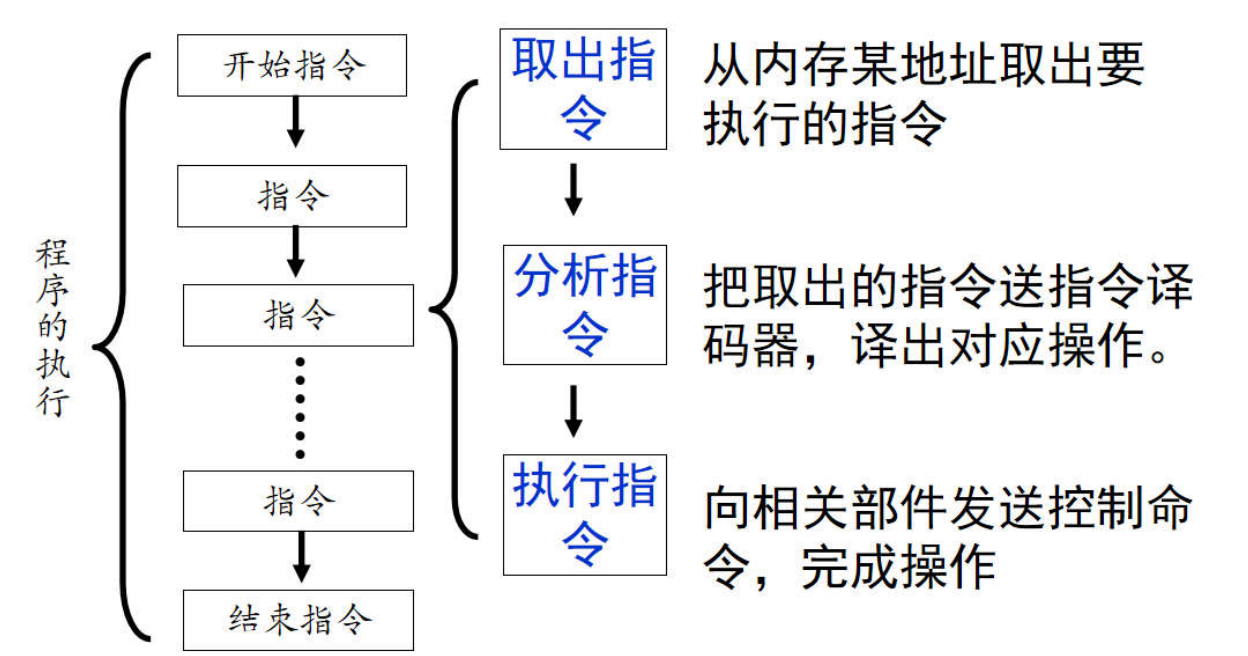 程序的执行
开始指令
指令
指令
指令
结束指令
取出指
令
从内存某地址取出要
执行的指令
分析指
令
把取出的指令送指令译
码器，译出对应操作。
执行指
令
向相关部件发送控制命
令，完成操作